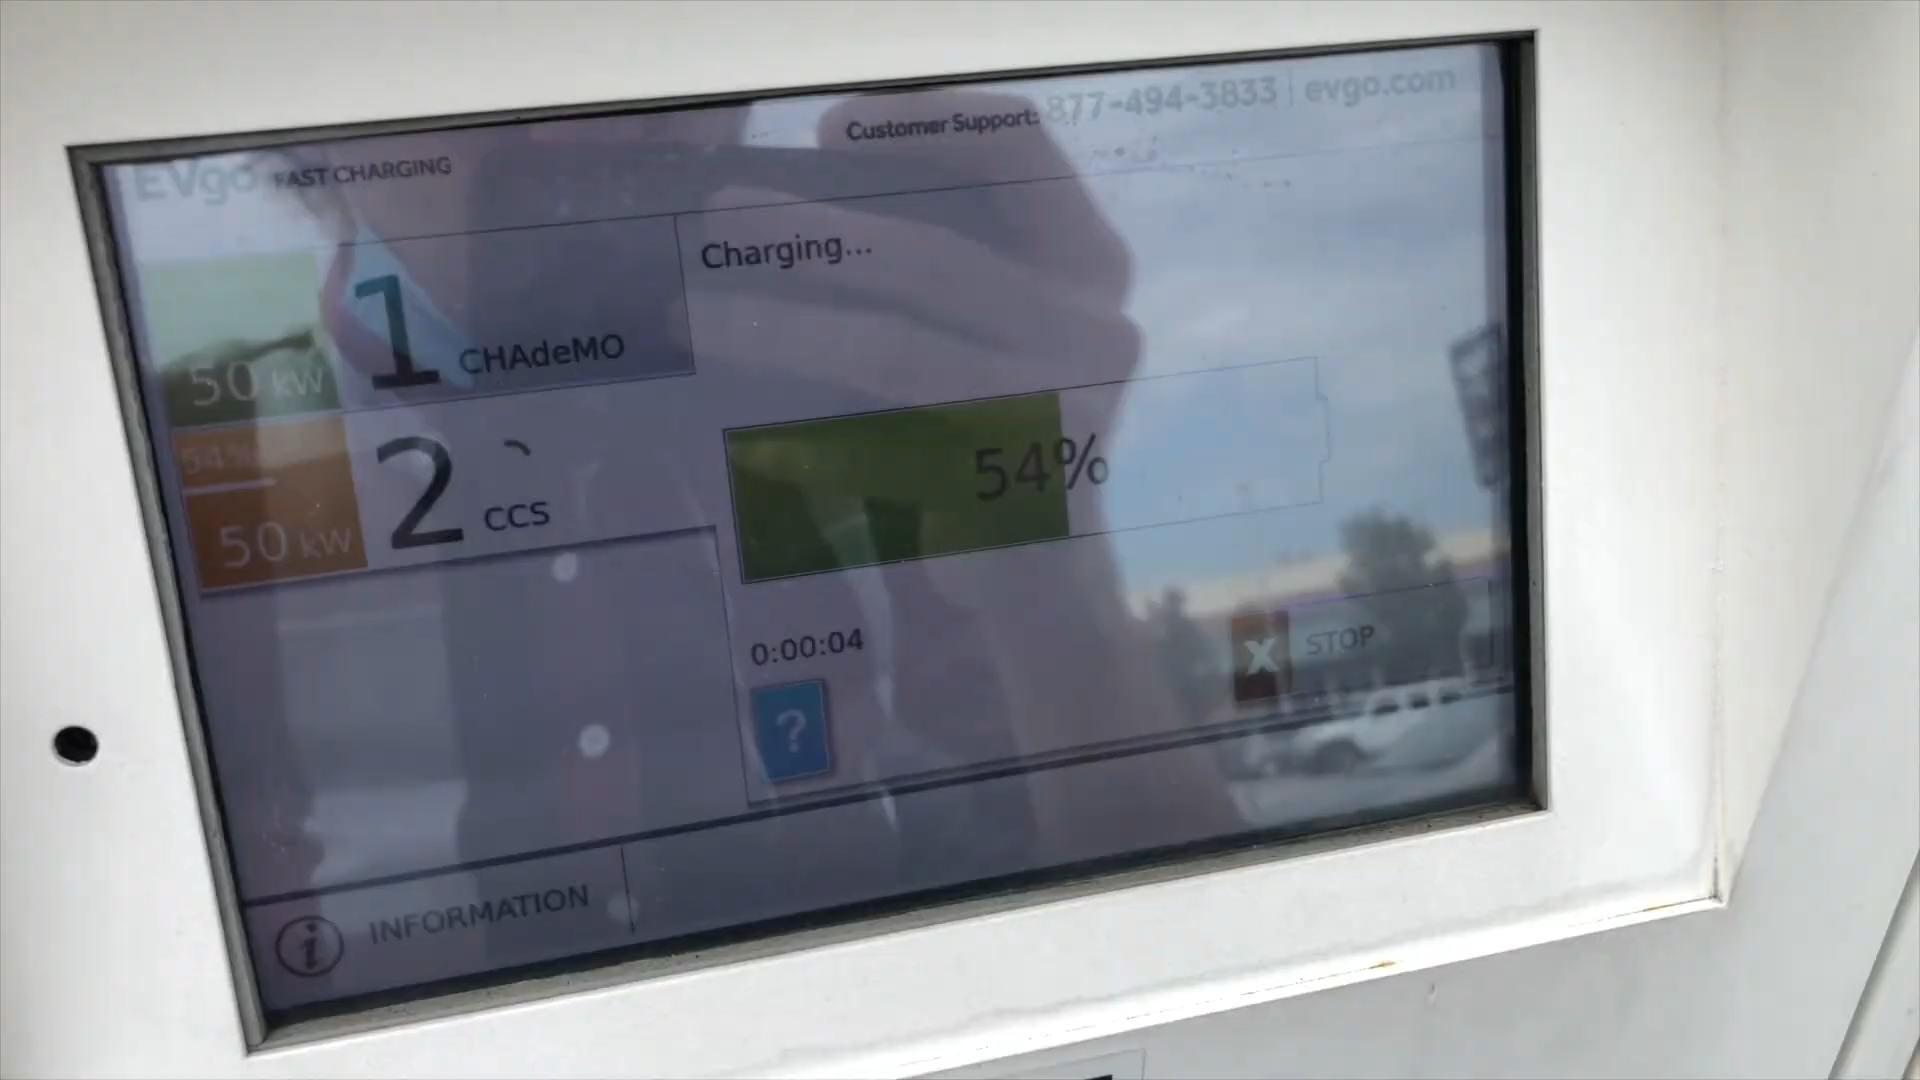 EVgo FAST CHARGING
Customer Support: 877-494-3833 | evgo.com
50 kW
1 CHAdeMO
54%
50 kW
2 CCS
Charging...
54%
0:00:04
?
X STOP
i INFORMATION